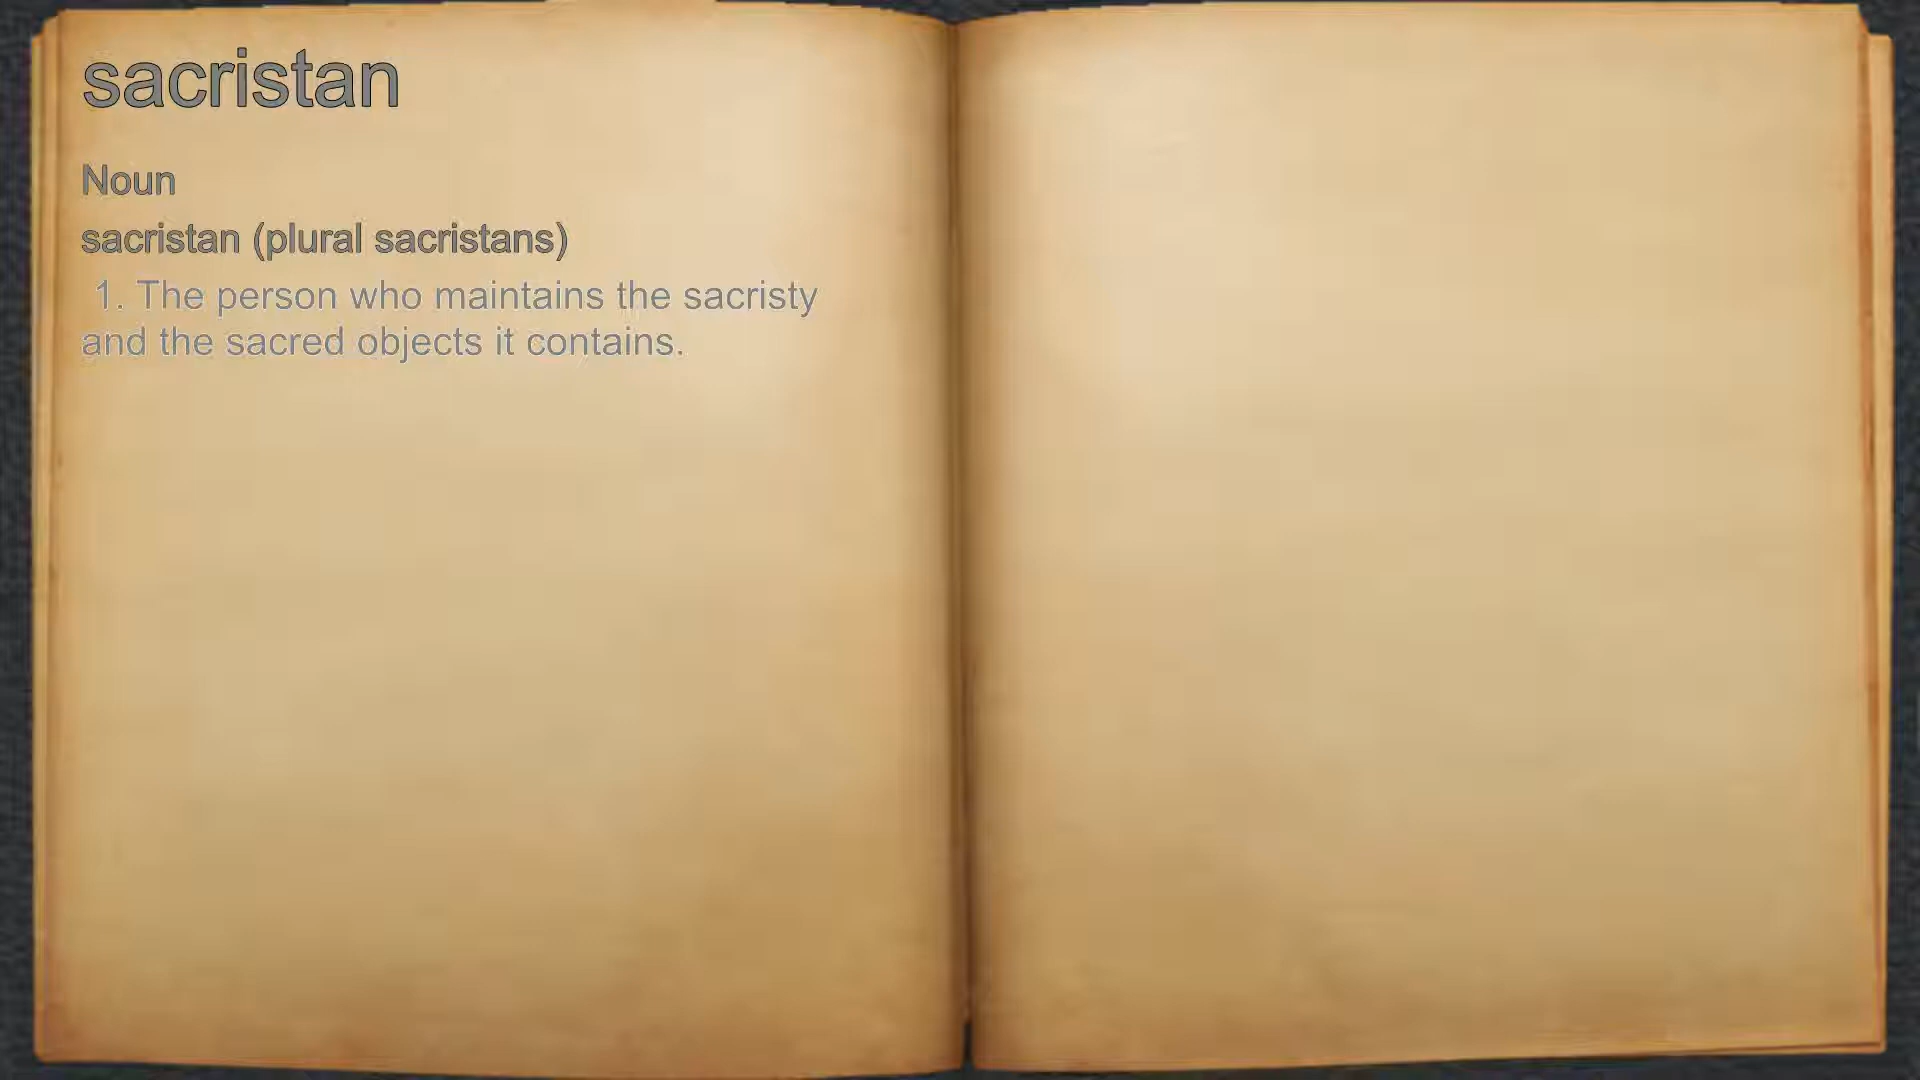 sacristan
Noun
sacristan (plural sacristans)
1. The person who maintains the sacristy
and the sacred objects it contains.